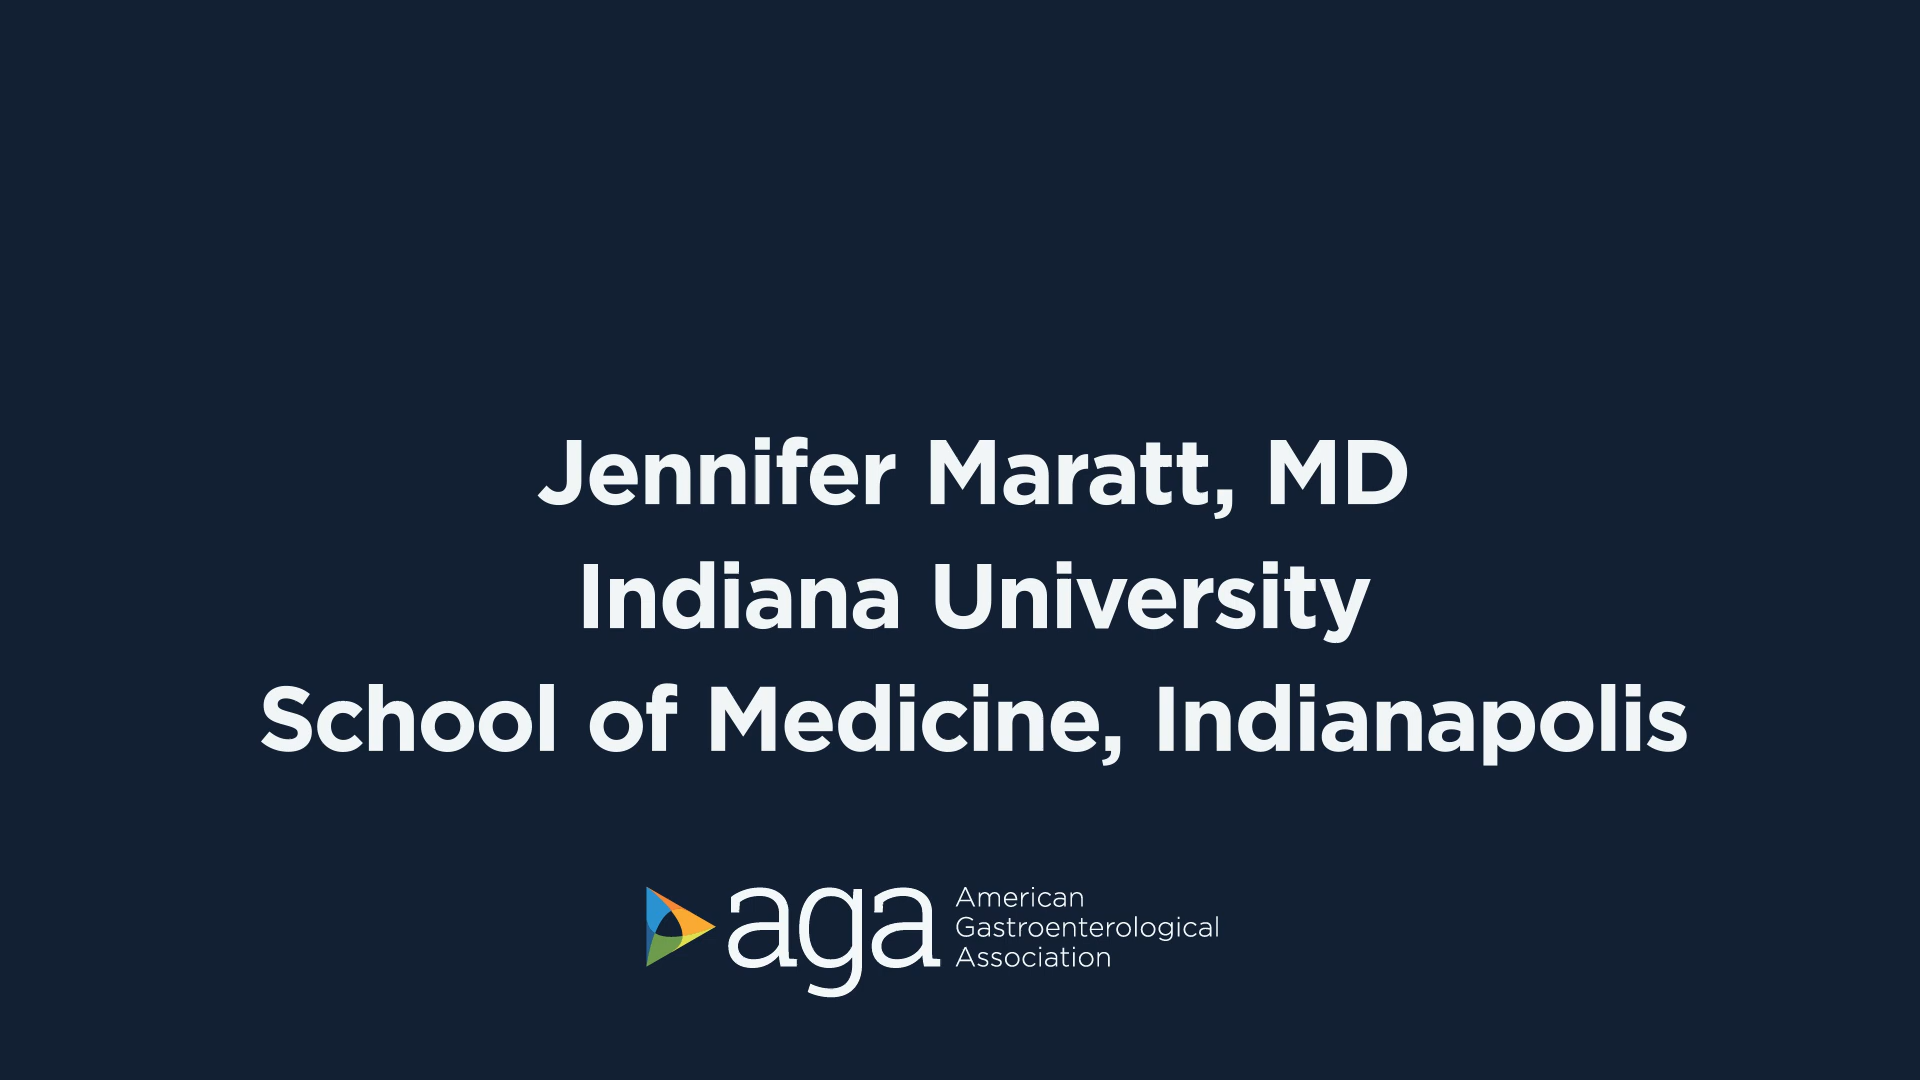 Jennifer Maratt, MD
Indiana University
School of Medicine, Indianapolis
aga
American
Gastroenterological
Association